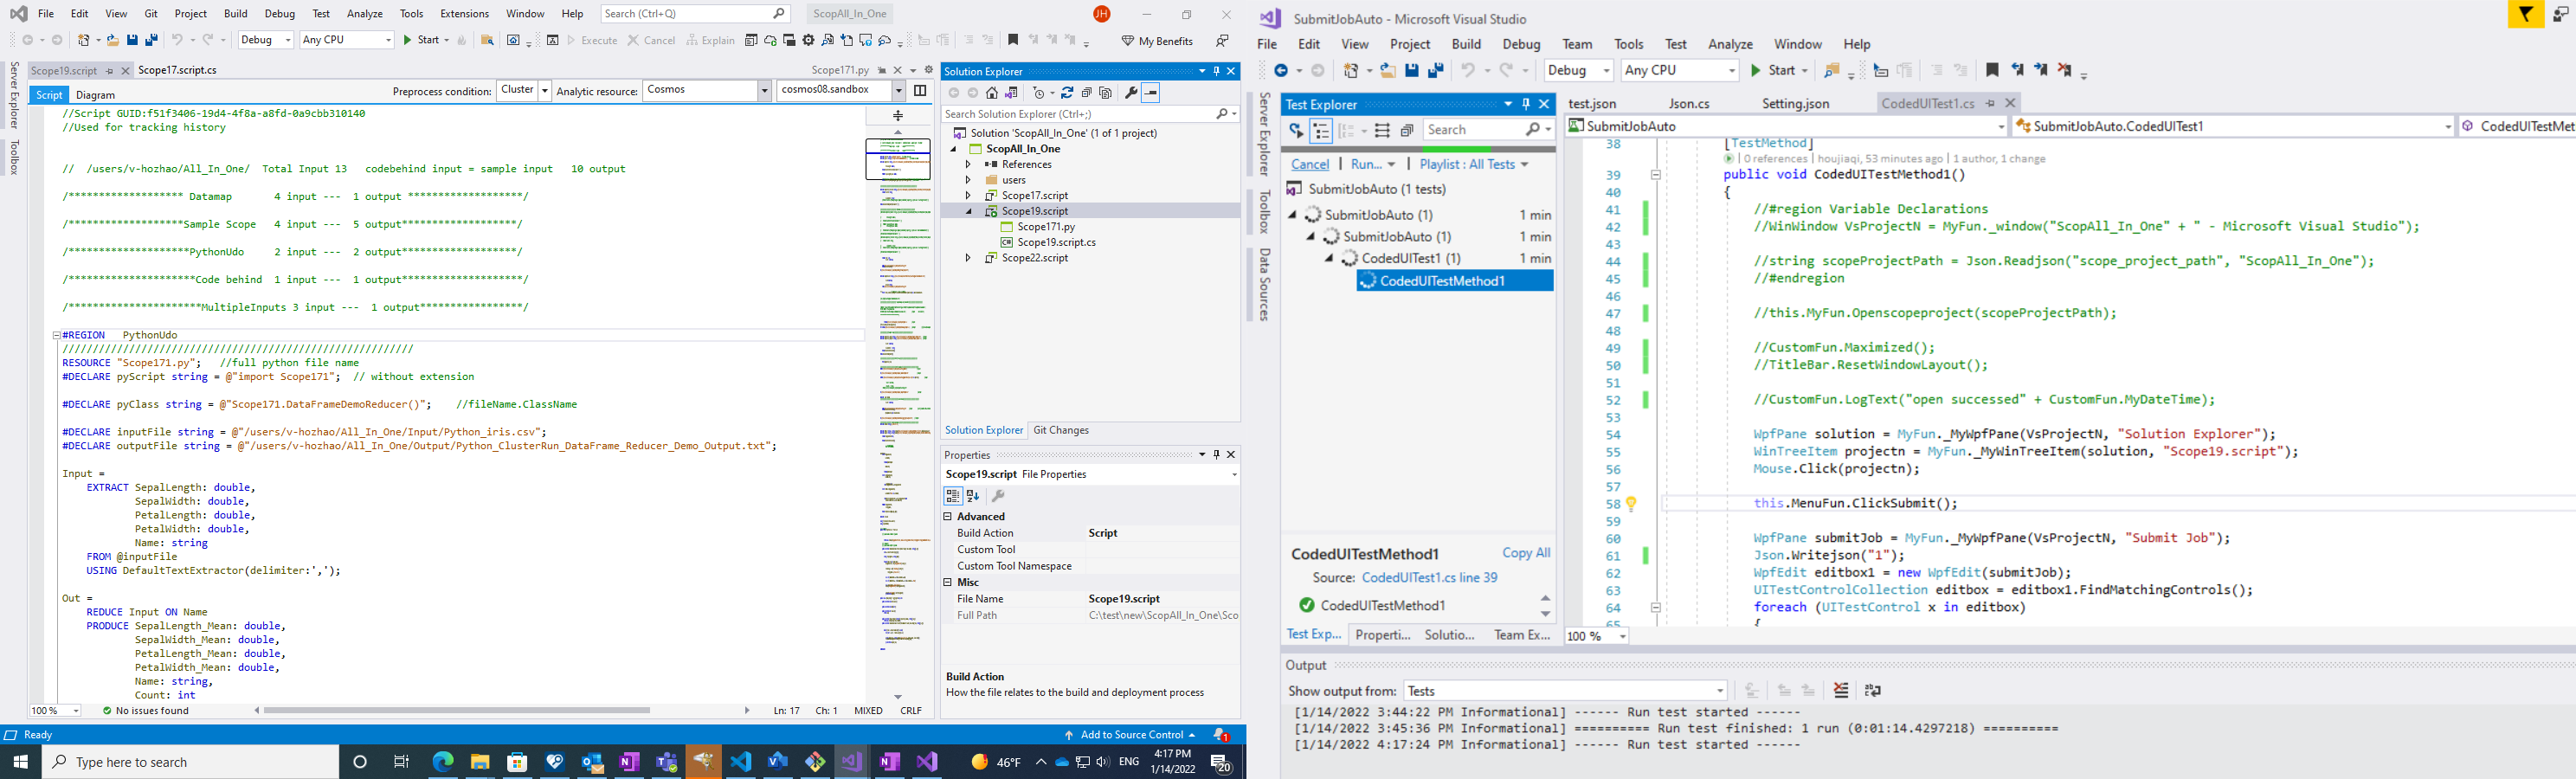 File Edit View Git Project Build Debug Test Analyze Tools Extensions Window Help Search (Ctrl+Q) ScopAll_In_One JH
Debug Any CPU Start Execute Cancel Explain My Benefits
Server Explorer
Toolbox
Scope19.script Scope17.script.cs Scope171.py
Script Diagram Preprocess condition: Cluster Analytic resource: Cosmos cosmos08.sandbox
//Script GUID:f51f3406-19d4-4f8a-a8fd-0a9cbb310140
//Used for tracking history
// /users/v-hozhao/All_In_One/ Total Input 13 codebehind input = sample input 10 output
/******************* Datamap 4 input --- 1 output *******************/
/*******************Sample Scope 4 input --- 5 output*******************/
/********************PythonUdo 2 input --- 2 output*******************/
/*********************Code behind 1 input --- 1 output********************/
/**********************MultipleInputs 3 input --- 1 output*****************/
#REGION PythonUdo
//////////////////////////////////////////////////////////
RESOURCE "Scope171.py"; //full python file name
#DECLARE pyScript string = @"import Scope171"; // without extension
#DECLARE pyClass string = @"Scope171.DataFrameDemoReducer()"; //fileName.ClassName
#DECLARE inputFile string = @"/users/v-hozhao/All_In_One/Input/Python_iris.csv";
#DECLARE outputFile string = @"/users/v-hozhao/All_In_One/Output/Python_ClusterRun_DataFrame_Reducer_Demo_Output.txt";
Input =
EXTRACT SepalLength: double,
SepalWidth: double,
PetalLength: double,
PetalWidth: double,
Name: string
FROM @inputFile
USING DefaultTextExtractor(delimiter:',');
Out =
REDUCE Input ON Name
PRODUCE SepalLength_Mean: double,
SepalWidth_Mean: double,
PetalLength_Mean: double,
PetalWidth_Mean: double,
Name: string,
Count: int
100 % No issues found Ln: 17 Ch: 1 MIXED CRLF
Solution Explorer
Search Solution Explorer (Ctrl+;)
Solution 'ScopAll_In_One' (1 of 1 project)
ScopAll_In_One
References
users
Scope17.script
Scope19.script
Scope171.py
Scope19.script.cs
Scope22.script
Solution Explorer Git Changes
Properties
Scope19.script File Properties
Advanced
Build Action Script
Custom Tool
Custom Tool Namespace
Misc
File Name Scope19.script
Full Path C:\test\new\ScopAll_In_One\Sco
Build Action
How the file relates to the build and deployment process
Ready Add to Source Control 1
Type here to search 46°F ENG 4:17 PM 1/14/2022 20
SubmitJobAuto - Microsoft Visual Studio
File Edit View Project Build Debug Team Tools Test Analyze Window Help
Debug Any CPU Start
Server Explorer
Toolbox
Data Sources
Test Explorer
Search
Cancel Run... Playlist : All Tests
SubmitJobAuto (1 tests)
SubmitJobAuto (1) 1 min
SubmitJobAuto (1) 1 min
CodedUITest1 (1) 1 min
CodedUITestMethod1
CodedUITestMethod1 Copy All
Source: CodedUITest1.cs line 39
CodedUITestMethod1
Test Exp... Properti... Solutio... Team Ex...
test.json Json.cs Setting.json CodedUITest1.cs
SubmitJobAuto SubmitJobAuto.CodedUITest1 CodedUITestMet
38 [TestMethod]
0 references | houjiaqi, 53 minutes ago | 1 author, 1 change
39 public void CodedUITestMethod1()
40 {
41 //#region Variable Declarations
42 //WinWindow VsProjectN = MyFun._window("ScopAll_In_One" + " - Microsoft Visual Studio");
43
44 //string scopeProjectPath = Json.Readjson("scope_project_path", "ScopAll_In_One");
45 //#endregion
46
47 //this.MyFun.Openscopeproject(scopeProjectPath);
48
49 //CustomFun.Maximized();
50 //TitleBar.ResetWindowLayout();
51
52 //CustomFun.LogText("open successed" + CustomFun.MyDateTime);
53
54 WpfPane solution = MyFun._MyWpfPane(VsProjectN, "Solution Explorer");
55 WinTreeItem projectn = MyFun._MyWinTreeItem(solution, "Scope19.script");
56 Mouse.Click(projectn);
57
58 this.MenuFun.ClickSubmit();
59
60 WpfPane submitJob = MyFun._MyWpfPane(VsProjectN, "Submit Job");
61 Json.Writejson("1");
62 WpfEdit editbox1 = new WpfEdit(submitJob);
63 UITestControlCollection editbox = editbox1.FindMatchingControls();
64 foreach (UITestControl x in editbox)
65 {
100 %
Output
Show output from: Tests
[1/14/2022 3:44:22 PM Informational] ------ Run test started ------
[1/14/2022 3:45:36 PM Informational] ========== Run test finished: 1 run (0:01:14.4297218) ==========
[1/14/2022 4:17:24 PM Informational] ------ Run test started ------